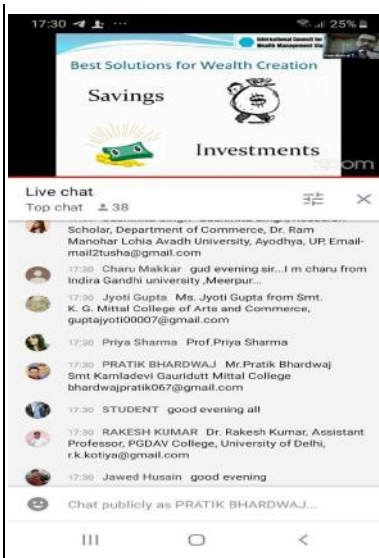 17:30
25%
International Council for
Wealth Management
Best Solutions for Wealth Creation
Savings
$
Investments
zoom
Live chat
Top chat 38
Scholar, Department of Commerce, Dr. Ram
Manohar Lohia Avadh University, Ayodhya, UP, Email-
mail2tusha@gmail.com
17:30 Charu Makkar gud evening sir...I m charu from
Indira Gandhi university ,Meerpur...
17:30 Jyoti Gupta Ms. Jyoti Gupta from Smt.
K. G. Mittal College of Arts and Commerce,
guptajyoti00007@gmail.com
17:30 Priya Sharma Prof.Priya Sharma
17:30 PRATIK BHARDWAJ Mr.Pratik Bhardwaj
Smt Kamladevi Gauridutt Mittal College
bhardwajpratik067@gmail.com
17:30 STUDENT good evening all
17:30 RAKESH KUMAR Dr. Rakesh Kumar, Assistant
Professor, PGDAV College, University of Delhi,
r.k.kotiya@gmail.com
17:30 Jawed Husain good evening
Chat publicly as PRATIK BHARDWAJ...